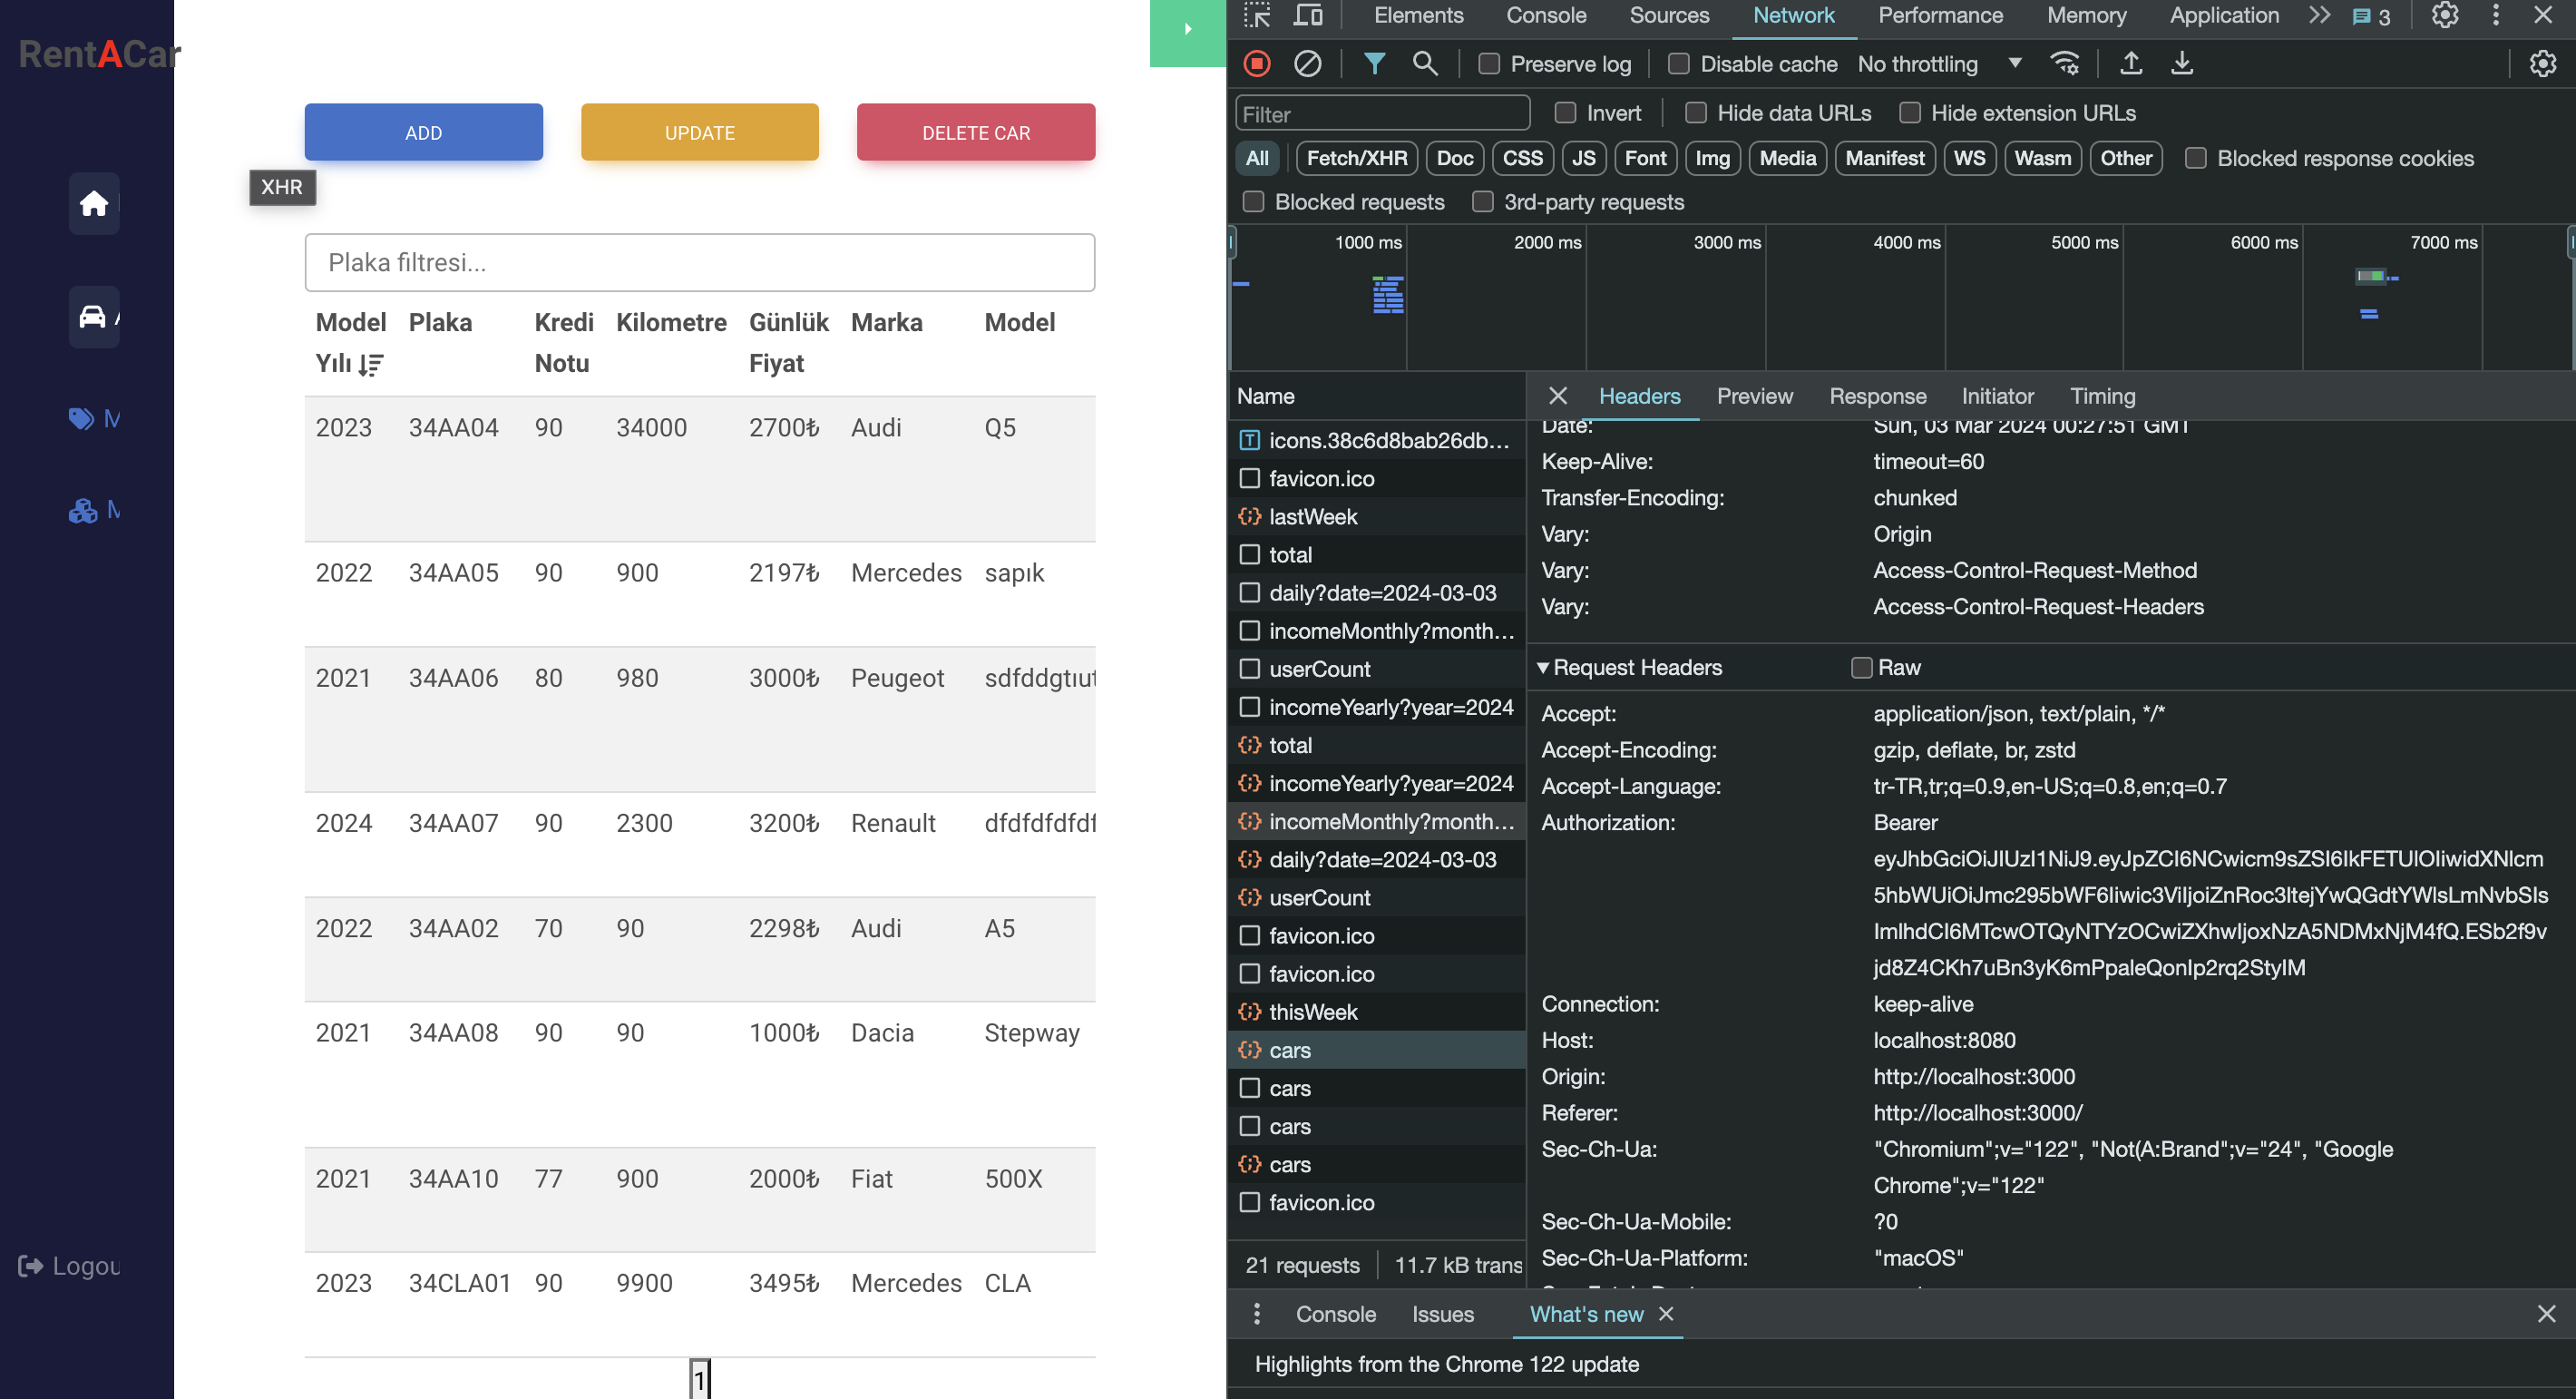 RentACar
ADD
UPDATE
DELETE CAR
XHR
Plaka filtresi...
Model Yılı Plaka Kredi Notu Kilometre Günlük Fiyat Marka Model
2023 34AA04 90 34000 2700₺ Audi Q5
2022 34AA05 90 900 2197₺ Mercedes sapık
2021 34AA06 80 980 3000₺ Peugeot sdfddgtıut
2024 34AA07 90 2300 3200₺ Renault dfdfdfdfdf
2022 34AA02 70 90 2298₺ Audi A5
2021 34AA08 90 90 1000₺ Dacia Stepway
2021 34AA10 77 900 2000₺ Fiat 500X
2023 34CLA01 90 9900 3495₺ Mercedes CLA
1
M
M
Logou
Elements Console Sources Network Performance Memory Application 3
Preserve log Disable cache No throttling
Filter Invert Hide data URLs Hide extension URLs
All Fetch/XHR Doc CSS JS Font Img Media Manifest WS Wasm Other Blocked response cookies
Blocked requests 3rd-party requests
1000 ms 2000 ms 3000 ms 4000 ms 5000 ms 6000 ms 7000 ms
Name
icons.38c6d8bab26db...
favicon.ico
lastWeek
total
daily?date=2024-03-03
incomeMonthly?month...
userCount
incomeYearly?year=2024
total
incomeYearly?year=2024
incomeMonthly?month...
daily?date=2024-03-03
userCount
favicon.ico
favicon.ico
thisWeek
cars
cars
cars
cars
favicon.ico
21 requests 11.7 kB trans
Headers Preview Response Initiator Timing
Date: Sun, 03 Mar 2024 00:27:51 GMT
Keep-Alive: timeout=60
Transfer-Encoding: chunked
Vary: Origin
Vary: Access-Control-Request-Method
Vary: Access-Control-Request-Headers
Request Headers Raw
Accept: application/json, text/plain, */*
Accept-Encoding: gzip, deflate, br, zstd
Accept-Language: tr-TR,tr;q=0.9,en-US;q=0.8,en;q=0.7
Authorization: Bearer
eyJhbGciOiJIUzI1NiJ9.eyJpZCI6NCwicm9sZSI6IkFETUlOIiwidXNlcm
5hbWUiOiJmc295bWF6Iiwic3ViIjoiZnRoc3ltejYwQGdtYWlsLmNvbSIs
ImlhdCI6MTcwOTQyNTYzOCwiZXhwIjoxNzA5NDMxNjM4fQ.ESb2f9v
jd8Z4CKh7uBn3yK6mPpaleQonIp2rq2StyIM
Connection: keep-alive
Host: localhost:8080
Origin: http://localhost:3000
Referer: http://localhost:3000/
Sec-Ch-Ua: "Chromium";v="122", "Not(A:Brand";v="24", "Google
Chrome";v="122"
Sec-Ch-Ua-Mobile: ?0
Sec-Ch-Ua-Platform: "macOS"
Console Issues What's new
Highlights from the Chrome 122 update